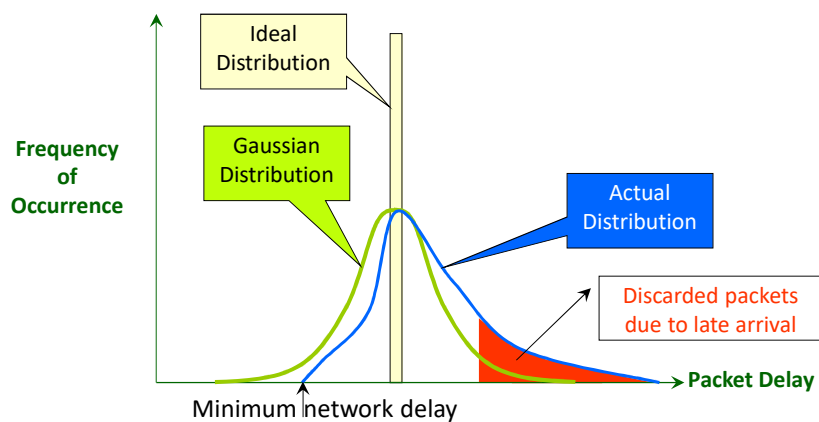 Ideal
Distribution
Gaussian
Distribution
Frequency
of
Occurrence
Actual
Distribution
Discarded packets
due to late arrival
Packet Delay
Minimum network delay